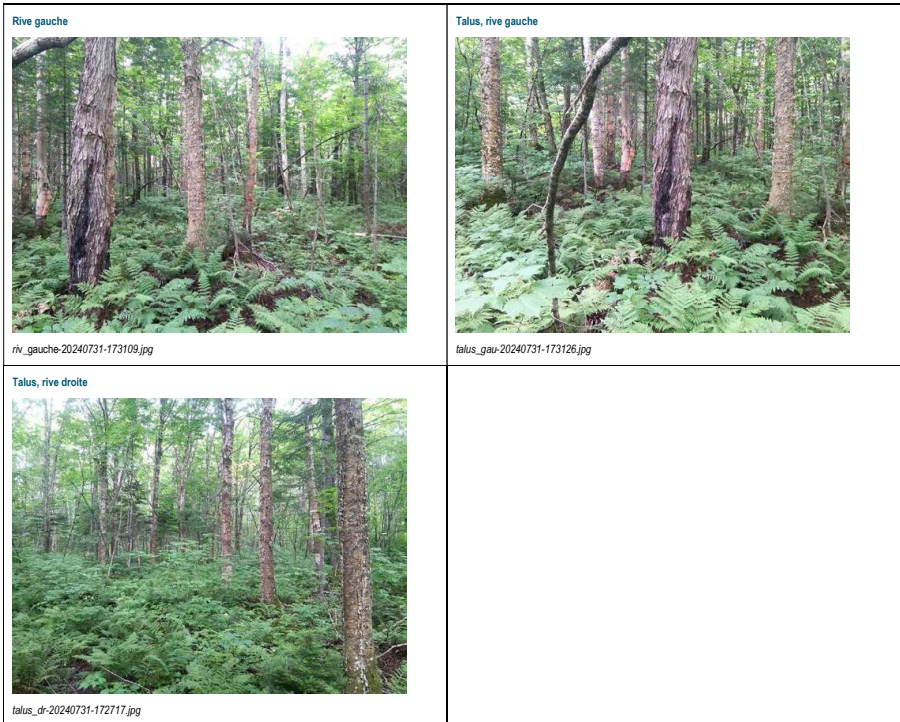 Rive gauche
Talus, rive gauche
riv_gauche-20240731-173109.jpg
talus_gau-20240731-173126.jpg
Talus, rive droite
talus_dr-20240731-172717.jpg